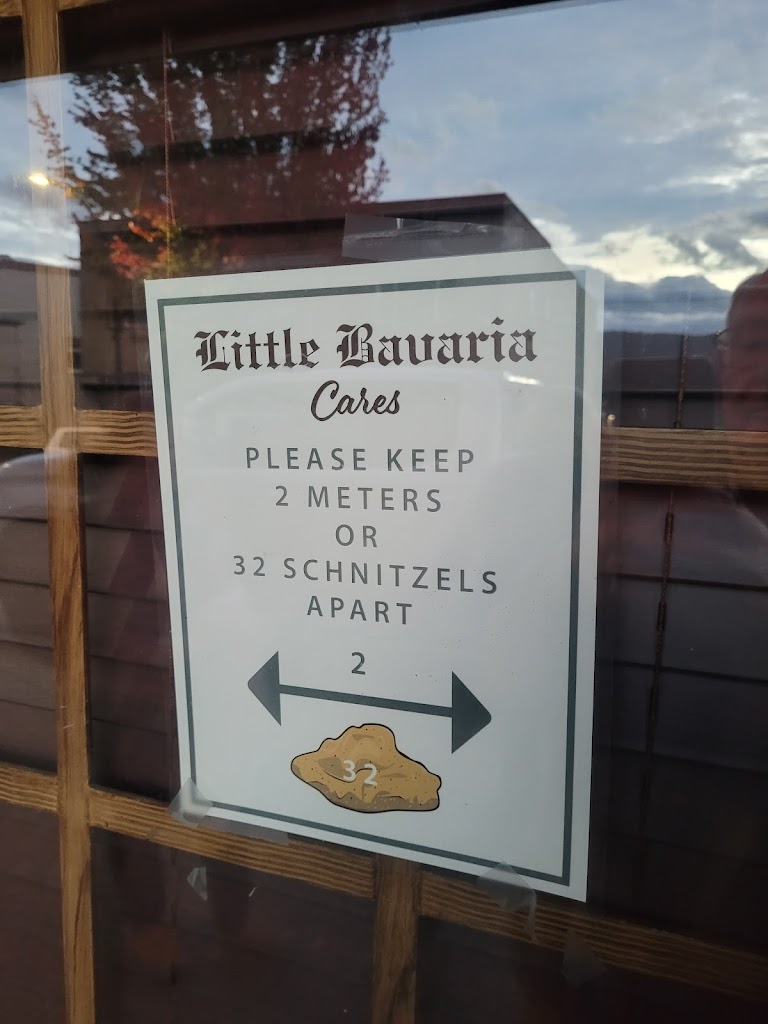 Little Bavaria
Cares
PLEASE KEEP
2 METERS
OR
32 SCHNITZELS
APART
2
32